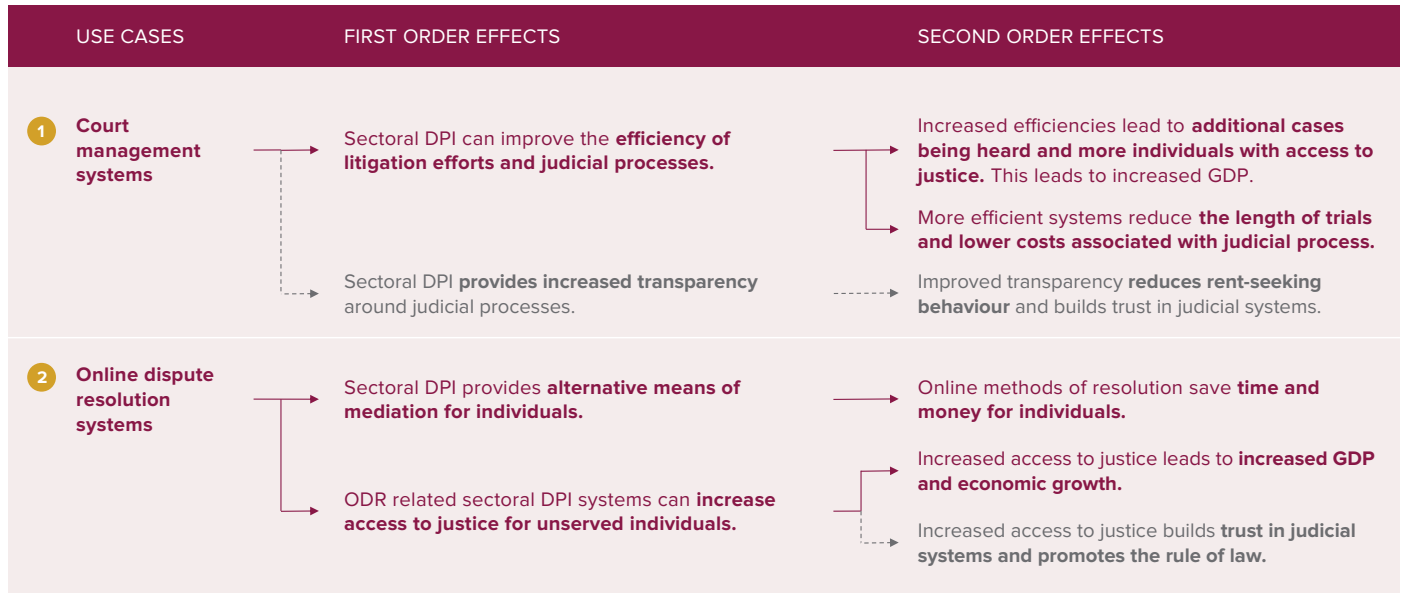 USE CASES
FIRST ORDER EFFECTS
SECOND ORDER EFFECTS
1
Court
management
systems
Sectoral DPI can improve the efficiency of
litigation efforts and judicial processes.
Increased efficiencies lead to additional cases
being heard and more individuals with access to
justice. This leads to increased GDP.
More efficient systems reduce the length of trials
and lower costs associated with judicial process.
Sectoral DPI provides increased transparency
around judicial processes.
Improved transparency reduces rent-seeking
behaviour and builds trust in judicial systems.
2
Online dispute
resolution
systems
Sectoral DPI provides alternative means of
mediation for individuals.
Online methods of resolution save time and
money for individuals.
ODR related sectoral DPI systems can increase
access to justice for unserved individuals.
Increased access to justice leads to increased GDP
and economic growth.
Increased access to justice builds trust in judicial
systems and promotes the rule of law.